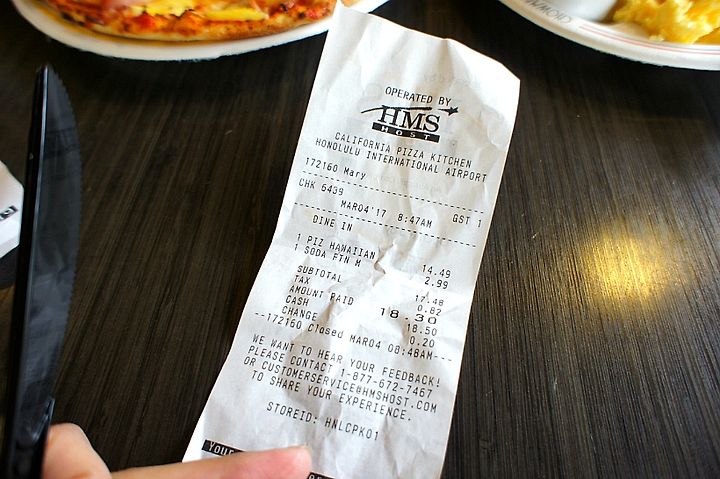 OPERATED BY
HMS
HOST
CALIFORNIA PIZZA KITCHEN
HONOLULU INTERNATIONAL AIRPORT
172160 Mary
CHK 6439 MAR04'17 8:47AM GST 1
DINE IN
1 PIZ HAWAIIAN 14.49
1 SODA FTN M 2.99
SUBTOTAL 17.48
TAX 0.82
AMOUNT PAID 18.30
CASH 18.50
CHANGE 0.20
--172160 Closed MAR04 08:48AM---
WE WANT TO HEAR YOUR FEEDBACK!
PLEASE CONTACT 1-877-672-7467
OR CUSTOMERSERVICE@HMSHOST.COM
TO SHARE YOUR EXPERIENCE.
STOREID: HNLCPK01